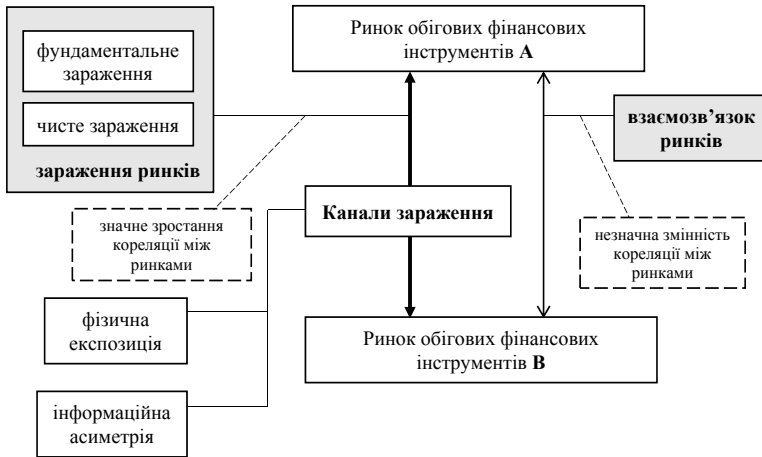 фундаментальне
зараження
чисте зараження
зараження ринків
Ринок обігових фінансових
інструментів А
взаємозв’язок
ринків
Канали зараження
значне зростання
кореляції між
ринками
незначна змінність
кореляції між
ринками
фізична
експозиція
Ринок обігових фінансових
інструментів В
інформаційна
асиметрія